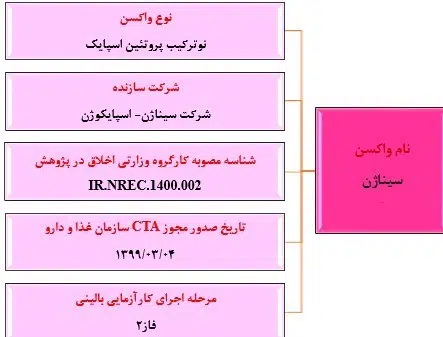 نوع واکسن
نوترکیب پروتئین اسپایک
شرکت سازنده
شرکت سیناژن- اسپایکوژن
نام واکسن
سیناژن
شناسه مصوبه کارگروه وزارتی اخلاق در پژوهش
IR.NREC.1400.002
تاریخ صدور مجوز CTA سازمان غذا و دارو
۱۳۹۹/۰۳/۰۴
مرحله اجرای کارآزمایی بالینی
فاز۲